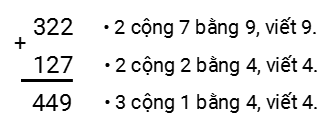 322 • 2 cộng 7 bằng 9, viết 9.
+
127 • 2 cộng 2 bằng 4, viết 4.
449 • 3 cộng 1 bằng 4, viết 4.